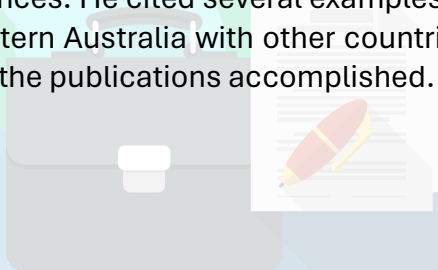 nces. He cited several examples
tern Australia with other countri
the publications accomplished.